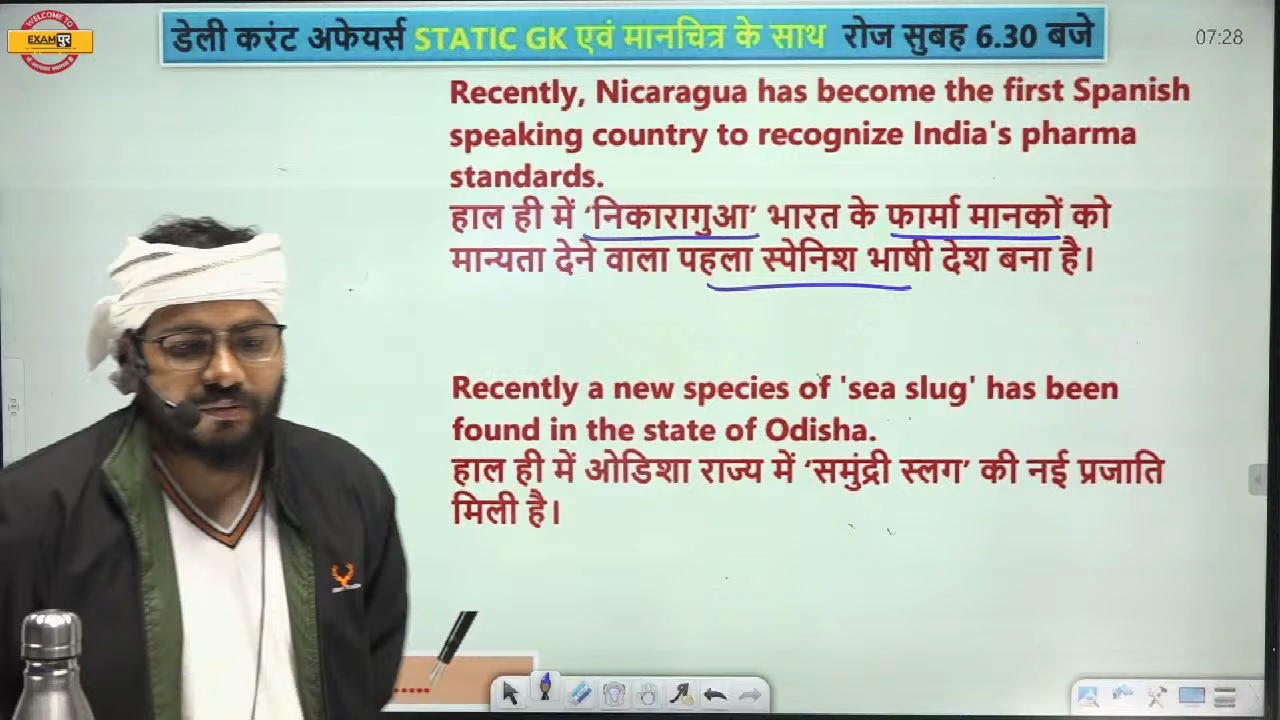 WELCOME TO
EXAMपुर
डेली करंट अफेयर्स STATIC GK एवं मानचित्र के साथ रोज सुबह 6.30 बजे
07:28
Recently, Nicaragua has become the first Spanish
speaking country to recognize India's pharma
standards.
हाल ही में ‘निकारागुआ’ भारत के फार्मा मानकों को
मान्यता देने वाला पहला स्पेनिश भाषी देश बना है।
Recently a new species of 'sea slug' has been
found in the state of Odisha.
हाल ही में ओडिशा राज्य में ‘समुंद्री स्लग’ की नई प्रजाति
मिली है।